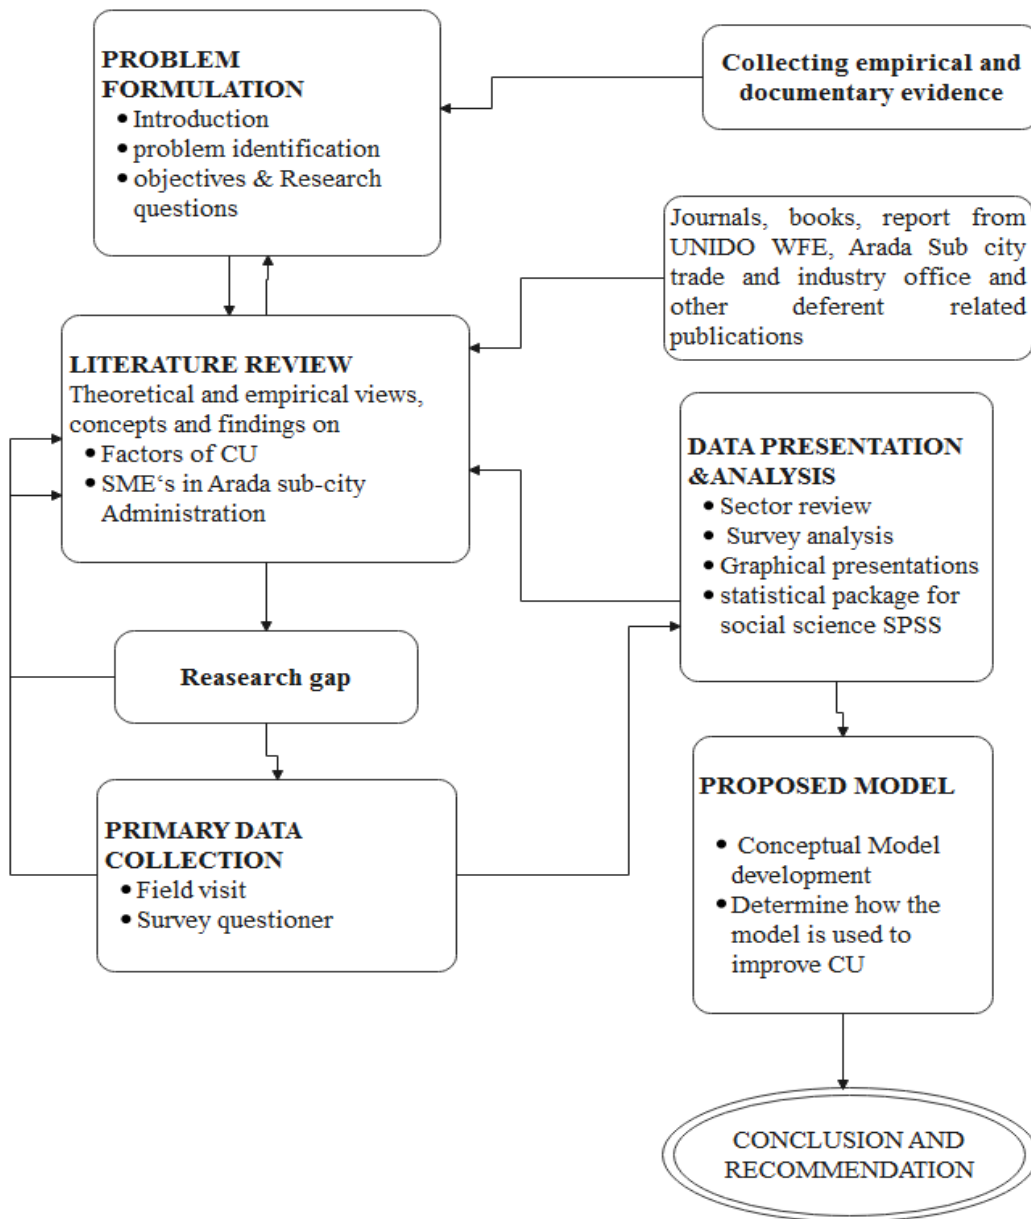 PROBLEM
FORMULATION
• Introduction
• problem identification
• objectives & Research
questions
Collecting empirical and
documentary evidence
Journals, books, report from
UNIDO WFE, Arada Sub city
trade and industry office and
other deferent related
publications
LITERATURE REVIEW
Theoretical and empirical views,
concepts and findings on
• Factors of CU
• SME‘s in Arada sub-city
Administration
DATA PRESENTATION
&ANALYSIS
• Sector review
• Survey analysis
• Graphical presentations
• statistical package for
social science SPSS
Reasearch gap
PRIMARY DATA
COLLECTION
• Field visit
• Survey questioner
PROPOSED MODEL
• Conceptual Model
development
• Determine how the
model is used to
improve CU
CONCLUSION AND
RECOMMENDATION